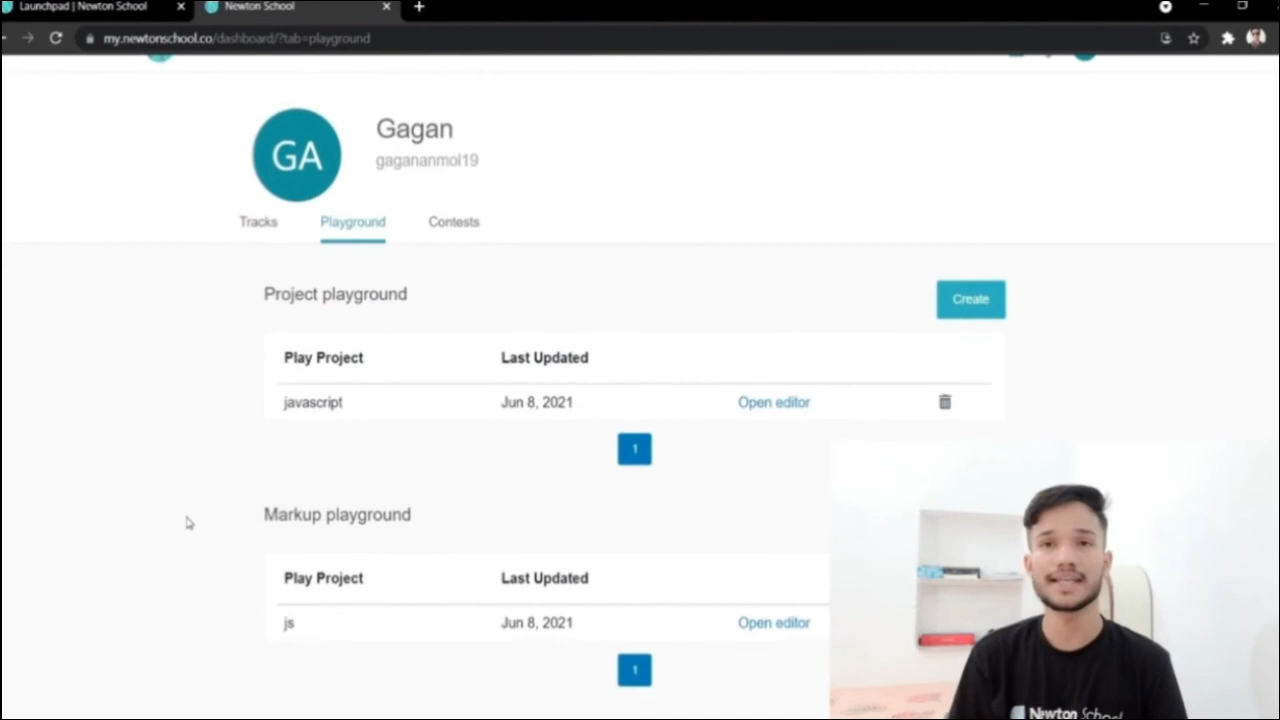 Launchpad | Newton School
Newton School
my.newtonschool.co/dashboard/?tab=playground
GA
Gagan
gagananmol19
Tracks Playground Contests
Project playground
Create
Play Project Last Updated
javascript Jun 8, 2021 Open editor
1
Markup playground
Play Project Last Updated
js Jun 8, 2021 Open editor
1
Newton School